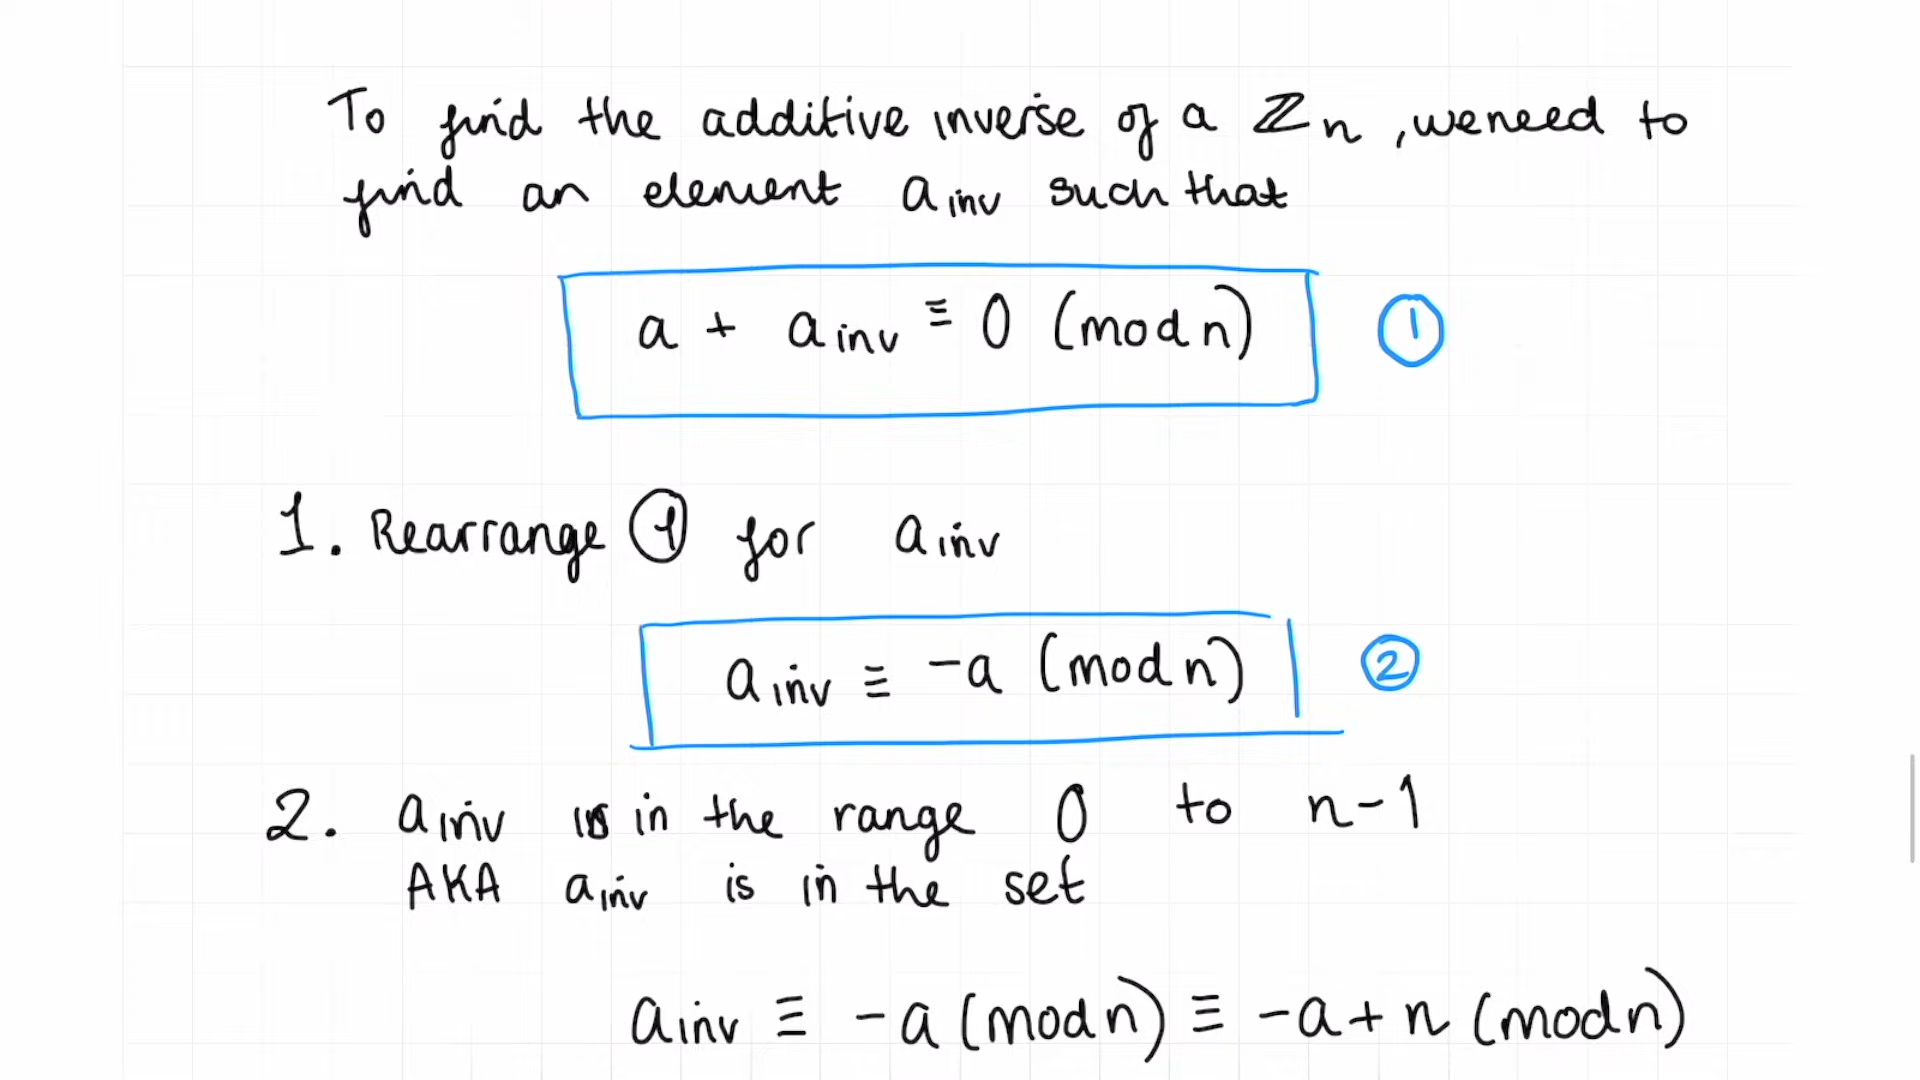 To find the additive inverse of a ℤn , we need to
find an element a inv such that
a + a inv ≡ 0 (mod n) ①
1. Rearrange ① for a inv
a inv ≡ -a (mod n) ②
2. a inv is in the range 0 to n-1
AKA a inv is in the set
a inv ≡ -a (mod n) ≡ -a + n (mod n)